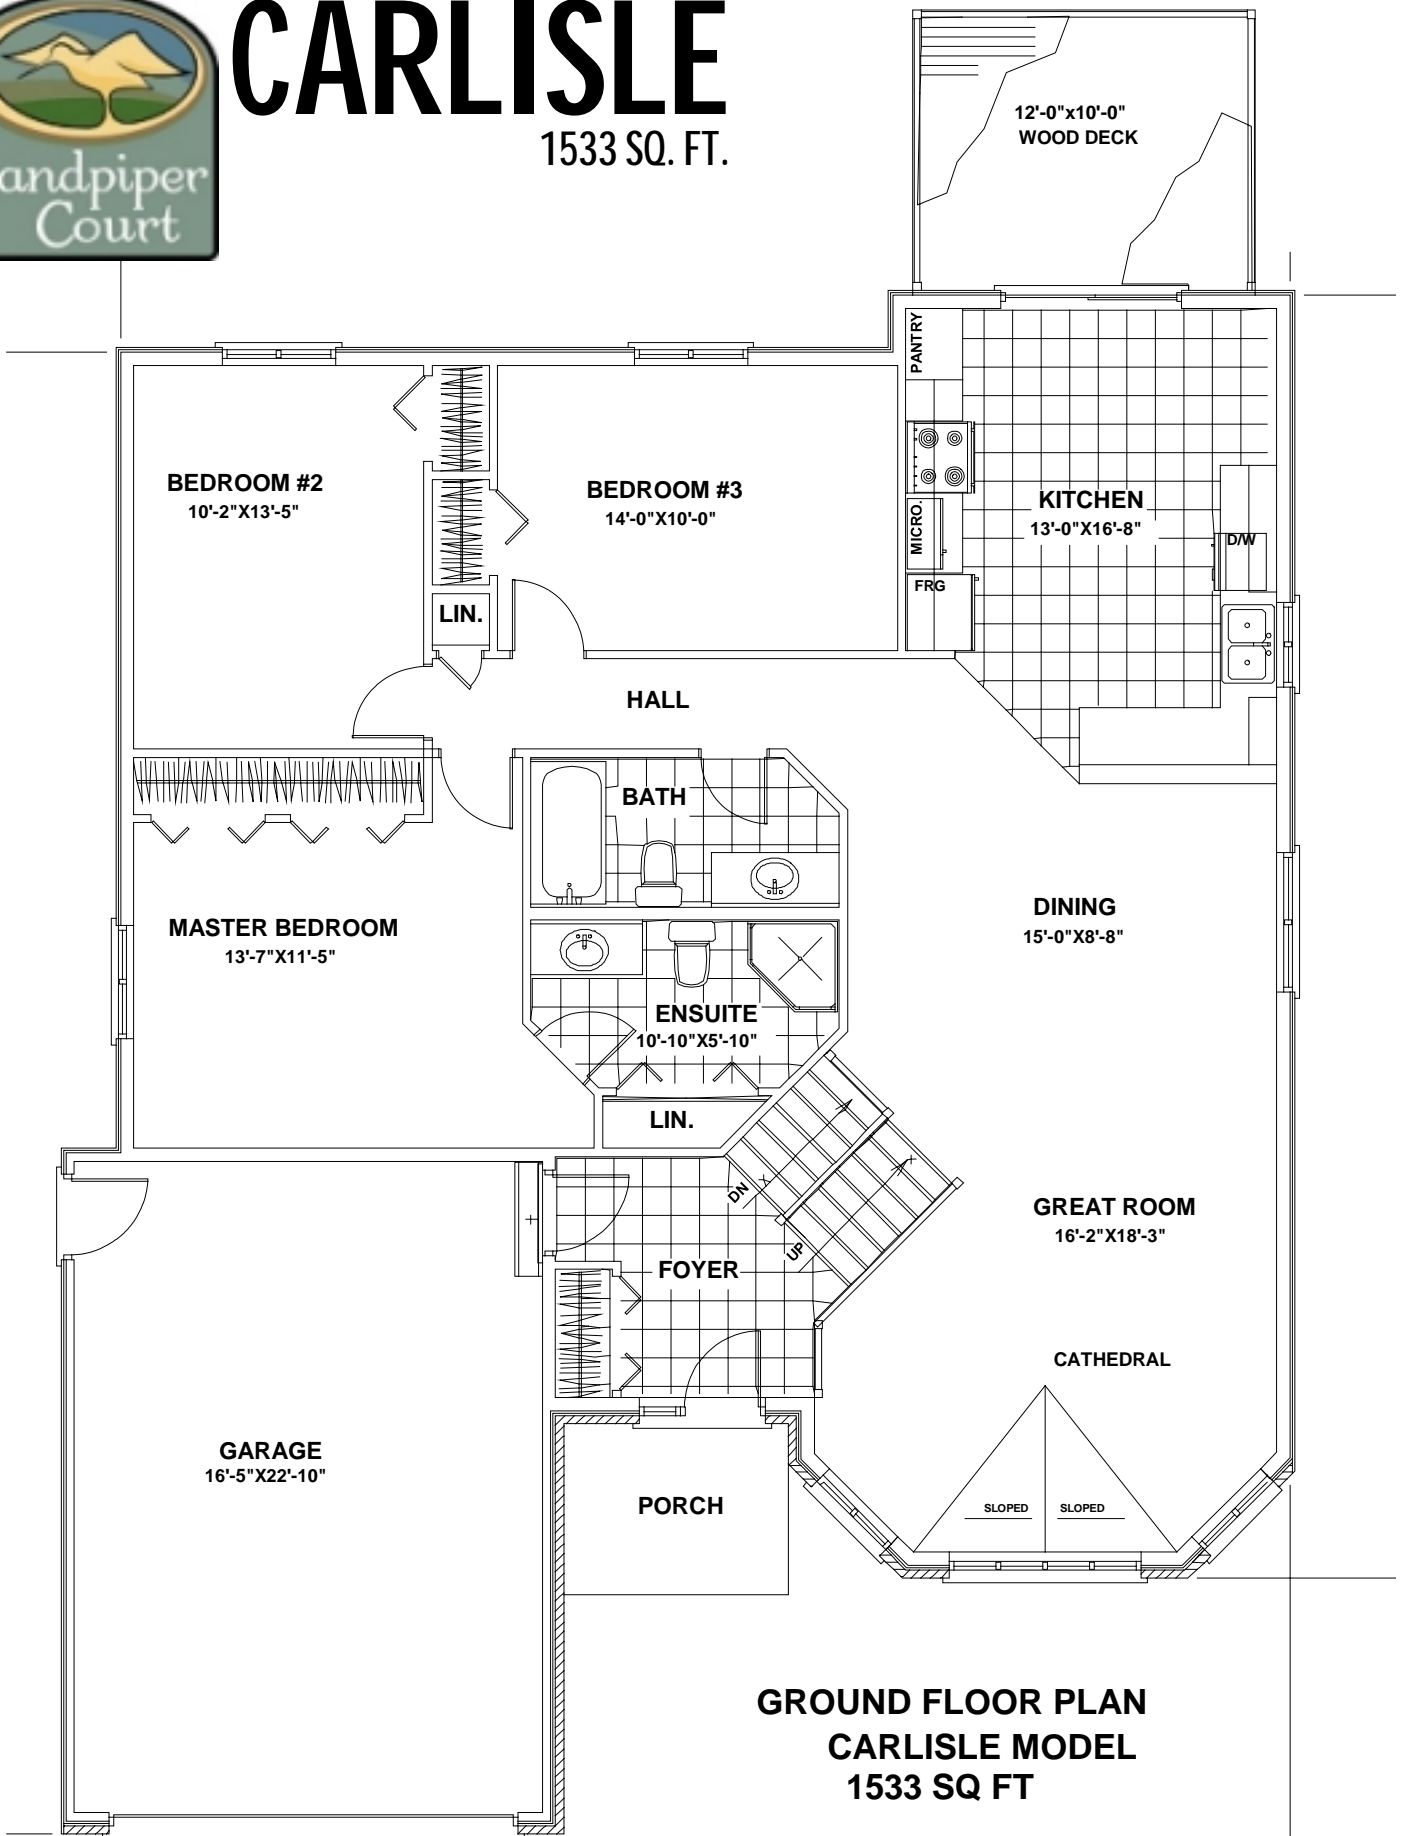 CARLISLE
1533 SQ. FT.
andpiper
Court
12'-0"x10'-0"
WOOD DECK
PANTRY
BEDROOM #2
10'-2"X13'-5"
BEDROOM #3
14'-0"X10'-0"
KITCHEN
13'-0"X16'-8"
MICRO.
D/W
FRG
LIN.
HALL
BATH
MASTER BEDROOM
13'-7"X11'-5"
DINING
15'-0"X8'-8"
ENSUITE
10'-10"X5'-10"
LIN.
DN
UP
GREAT ROOM
16'-2"X18'-3"
FOYER
CATHEDRAL
GARAGE
16'-5"X22'-10"
PORCH
SLOPED SLOPED
GROUND FLOOR PLAN
CARLISLE MODEL
1533 SQ FT